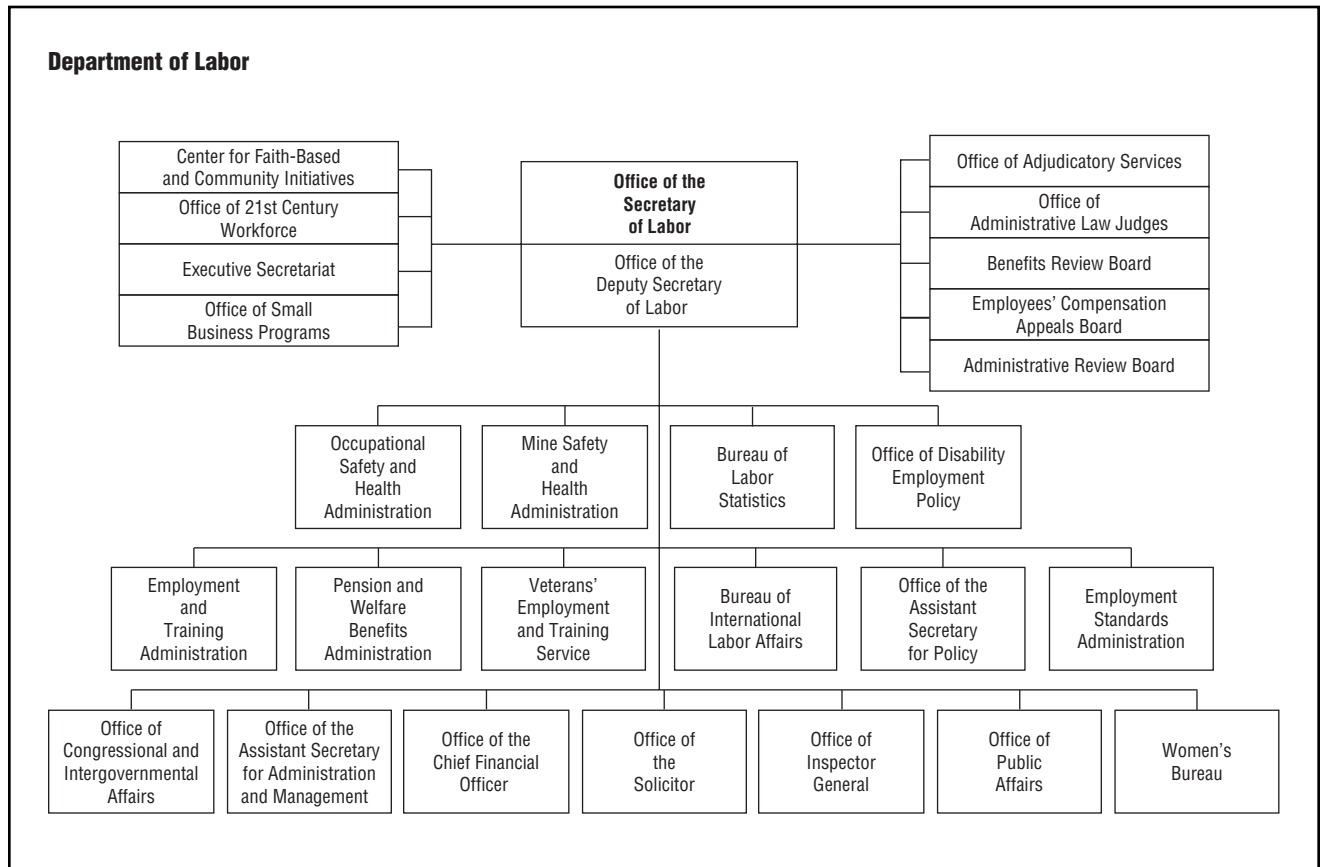 Department of Labor
Center for Faith-Based
and Community Initiatives
Office of 21st Century
Workforce
Executive Secretariat
Office of Small
Business Programs
Office of the
Secretary
of Labor
Office of the
Deputy Secretary
of Labor
Office of Adjudicatory Services
Office of
Administrative Law Judges
Benefits Review Board
Employees' Compensation
Appeals Board
Administrative Review Board
Occupational
Safety and
Health
Administration
Mine Safety
and
Health
Administration
Bureau of
Labor
Statistics
Office of Disability
Employment
Policy
Employment
and
Training
Administration
Pension and
Welfare
Benefits
Administration
Veterans'
Employment
and Training
Service
Bureau of
International
Labor Affairs
Office of the
Assistant
Secretary
for Policy
Employment
Standards
Administration
Office of
Congressional and
Intergovernmental
Affairs
Office of the
Assistant Secretary
for Administration
and Management
Office of the
Chief Financial
Officer
Office of
the
Solicitor
Office of
Inspector
General
Office of
Public
Affairs
Women's
Bureau